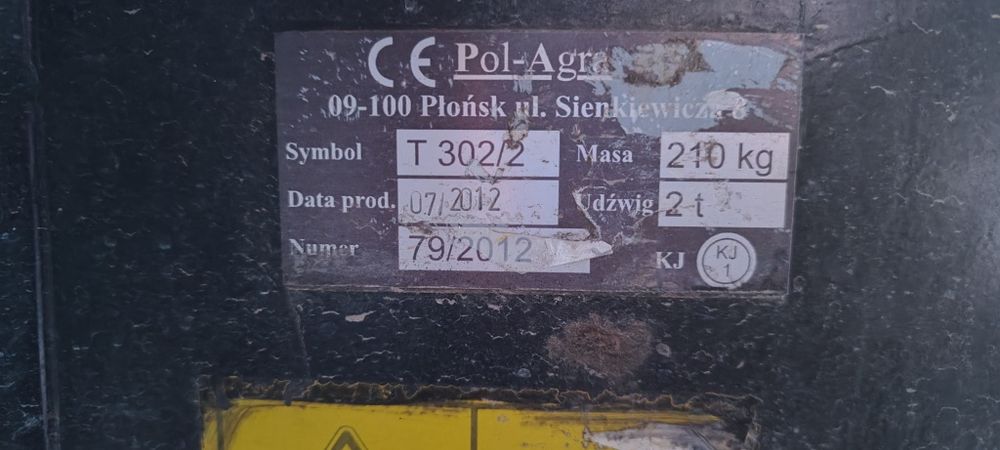 CE Pol-Agra
09-100 Płońsk ul. Sienkiewicza 8
Symbol T 302/2 Masa 210 kg
Data prod. 07/2012 Udźwig 2 t
Numer 79/2012 KJ KJ 1